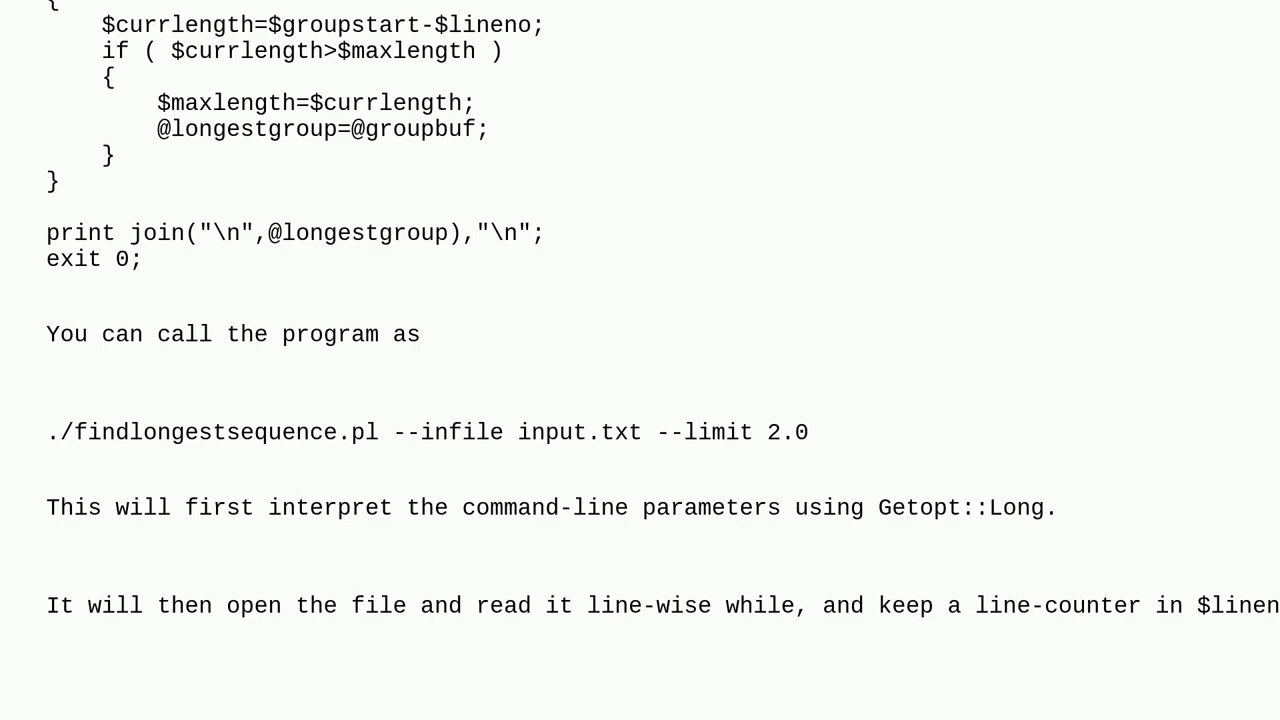 {
$currlength=$groupstart-$lineno;
if ( $currlength>$maxlength )
{
$maxlength=$currlength;
@longestgroup=@groupbuf;
}
}
print join("\n",@longestgroup),"\n";
exit 0;
You can call the program as
./findlongestsequence.pl --infile input.txt --limit 2.0
This will first interpret the command-line parameters using Getopt::Long.
It will then open the file and read it line-wise while, and keep a line-counter in $linen